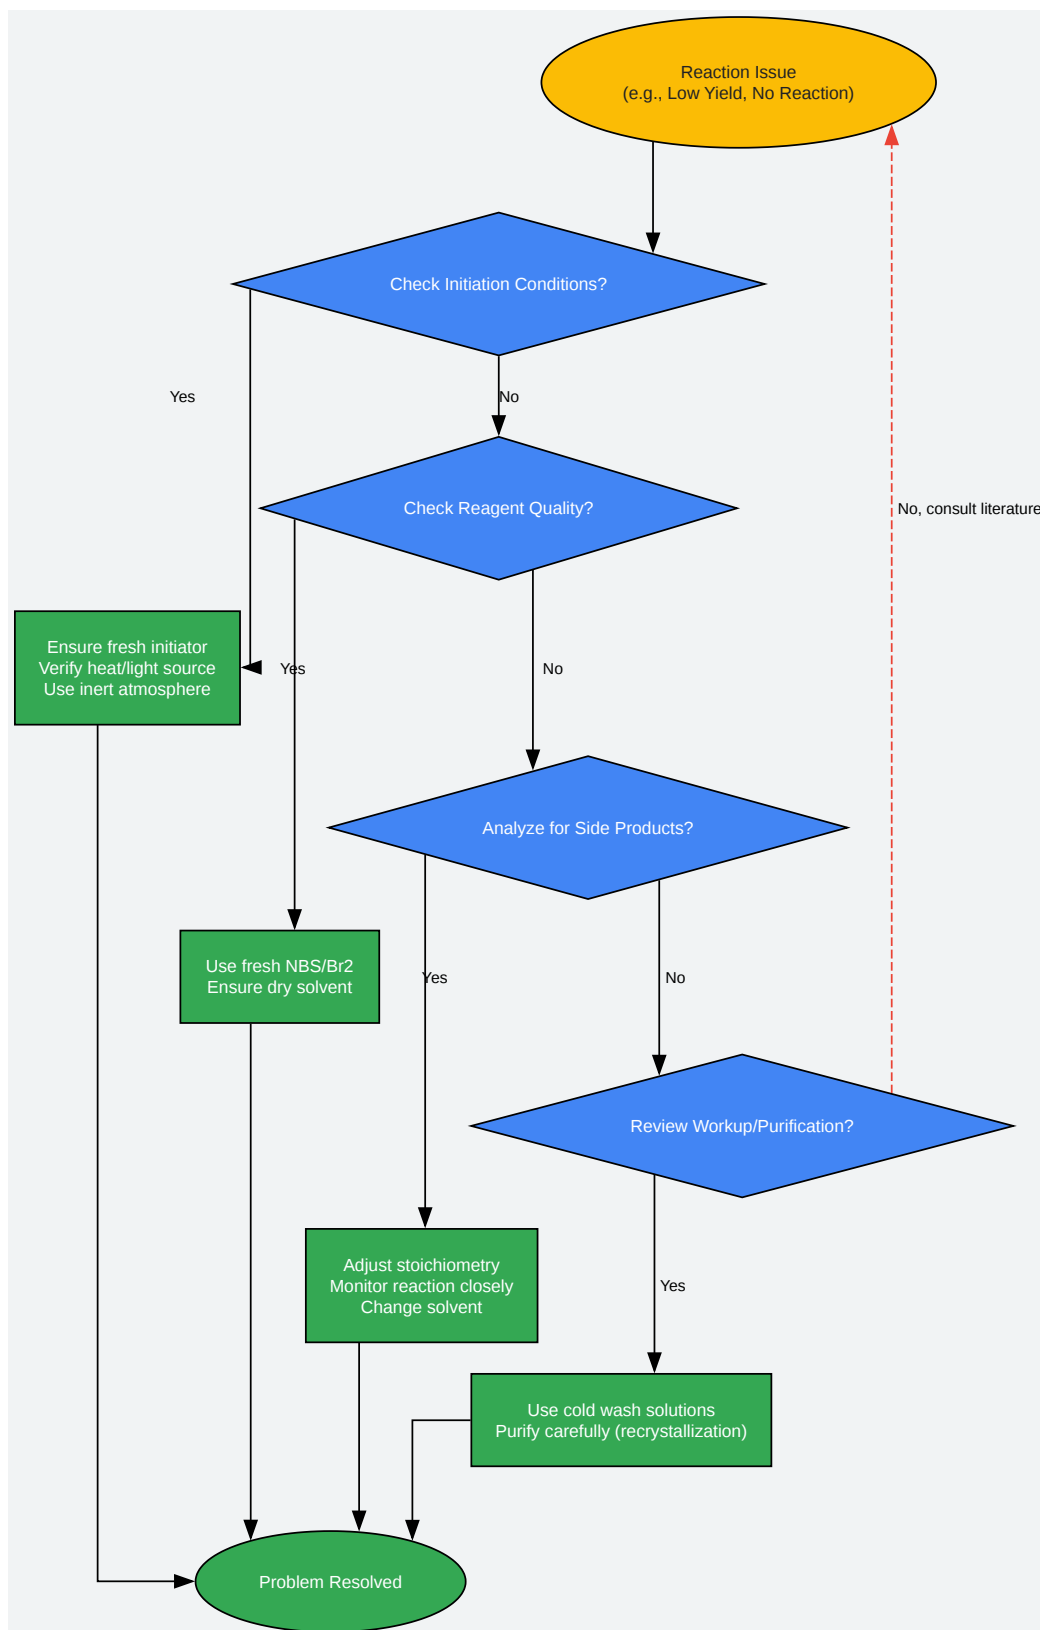 Reaction Issue
(e.g., Low Yield, No Reaction)
Check Initiation Conditions?
Yes
No
Check Reagent Quality?
No, consult literature
Ensure fresh initiator
Verify heat/light source
Use inert atmosphere
Yes
No
Analyze for Side Products?
Use fresh NBS/Br2
Ensure dry solvent
Yes
No
Review Workup/Purification?
Adjust stoichiometry
Monitor reaction closely
Change solvent
Yes
Use cold wash solutions
Purify carefully (recrystallization)
Problem Resolved